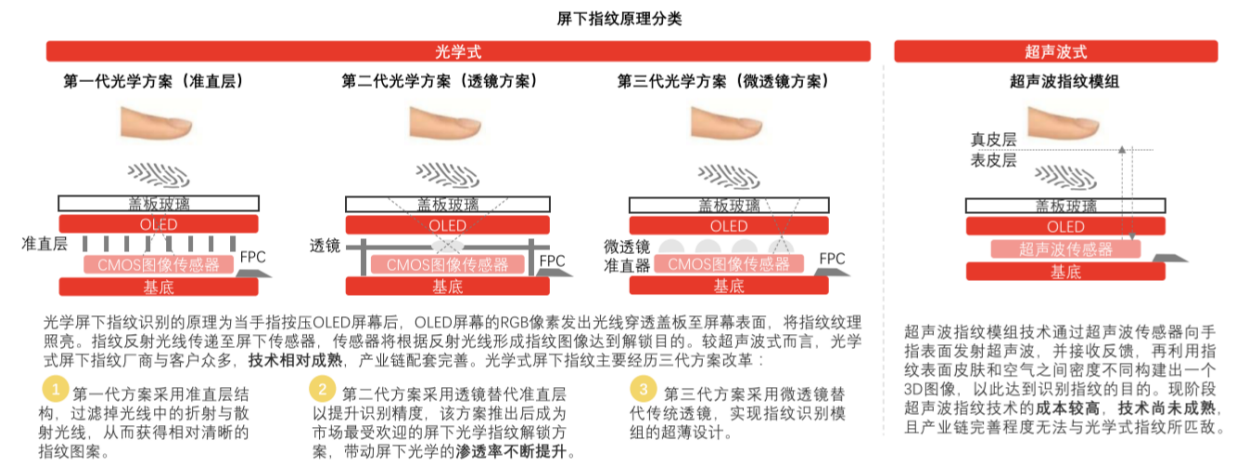 屏下指纹原理分类
光学式
第一代光学方案（准直层）
第二代光学方案（透镜方案）
第三代光学方案（微透镜方案）
盖板玻璃
OLED
准直层
CMOS图像传感器
FPC
基底
盖板玻璃
OLED
透镜
CMOS图像传感器
FPC
基底
盖板玻璃
OLED
微透镜
准直器
CMOS图像传感器
FPC
基底
光学屏下指纹识别的原理为当手指按压OLED屏幕后，OLED屏幕的RGB像素发出光线穿透盖板至屏幕表面，将指纹纹理
照亮。指纹反射光线传递至屏下传感器，传感器将根据反射光线形成指纹图像达到解锁目的。较超声波式而言，光学
式屏下指纹厂商与客户众多，技术相对成熟，产业链配套完善。光学式屏下指纹主要经历三代方案改革：
1
第一代方案采用准直层结
构，过滤掉光线中的折射与散
射光线，从而获得相对清晰的
指纹图案。
2
第二代方案采用透镜替代准直层
以提升识别精度，该方案推出后成为
市场最受欢迎的屏下光学指纹解锁方
案，带动屏下光学的渗透率不断提升。
3
第三代方案采用微透镜替
代传统透镜，实现指纹识别模
组的超薄设计。
超声波式
超声波指纹模组
真皮层
表皮层
盖板玻璃
OLED
超声波传感器
基底
超声波指纹模组技术通过超声波传感器向手
指表面发射超声波，并接收反馈，再利用指
纹表面皮肤和空气之间密度不同构建出一个
3D图像，以此达到识别指纹的目的。现阶段
超声波指纹技术的成本较高，技术尚未成熟，
且产业链完善程度无法与光学式指纹所匹敌。